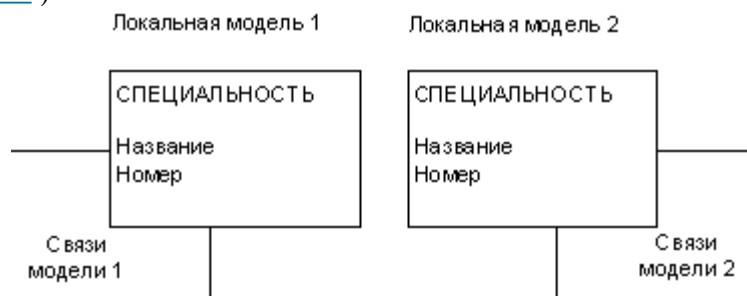 )
Локальная модель 1
Локальная модель 2
СПЕЦИАЛЬНОСТЬ
Название
Номер
СПЕЦИАЛЬНОСТЬ
Название
Номер
Связи
модели 1
Связи
модели 2